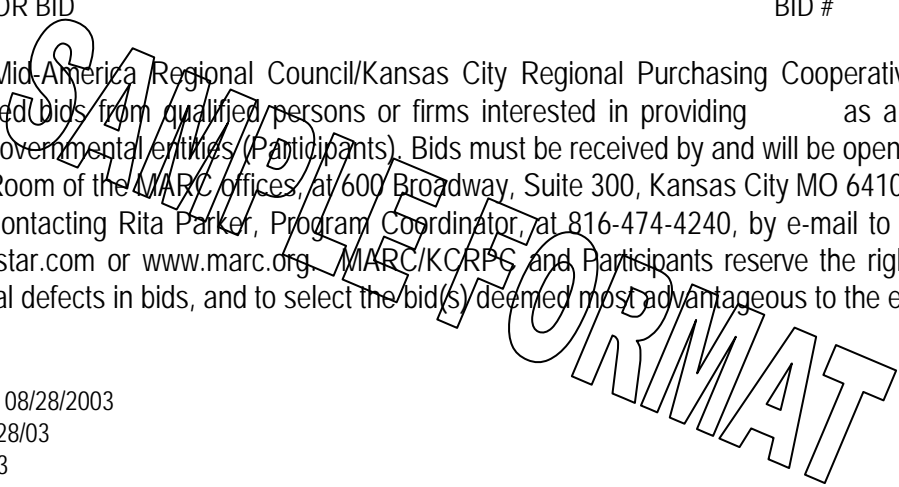 OR BID BID #
Mid-America Regional Council/Kansas City Regional Purchasing Cooperativ
ed bids from qualified persons or firms interested in providing as a
overnmental entities (Participants). Bids must be received by and will be open
Room of the MARC offices, at 600 Broadway, Suite 300, Kansas City MO 6410
ontacting Rita Parker, Program Coordinator, at 816-474-4240, by e-mail to
star.com or www.marc.org. MARC/KCRPC and Participants reserve the righ
al defects in bids, and to select the bid(s) deemed most advantageous to the e
08/28/2003
28/03
3
SAMPLE FORMAT